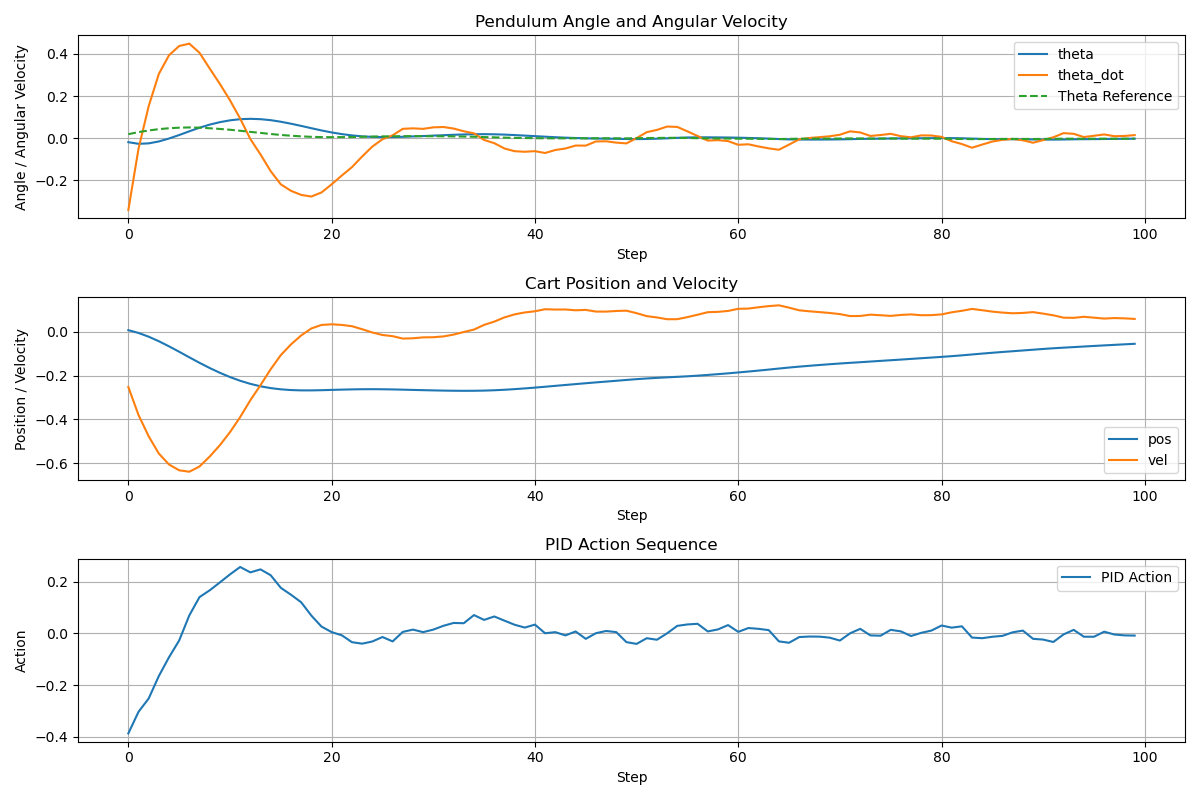 Pendulum Angle and Angular Velocity
Angle / Angular Velocity
0.4
0.2
0.0
−0.2
theta
theta_dot
Theta Reference
0 20 40 60 80 100
Step
Cart Position and Velocity
Position / Velocity
0.0
−0.2
−0.4
−0.6
pos
vel
0 20 40 60 80 100
Step
PID Action Sequence
Action
0.2
0.0
−0.2
−0.4
PID Action
0 20 40 60 80 100
Step